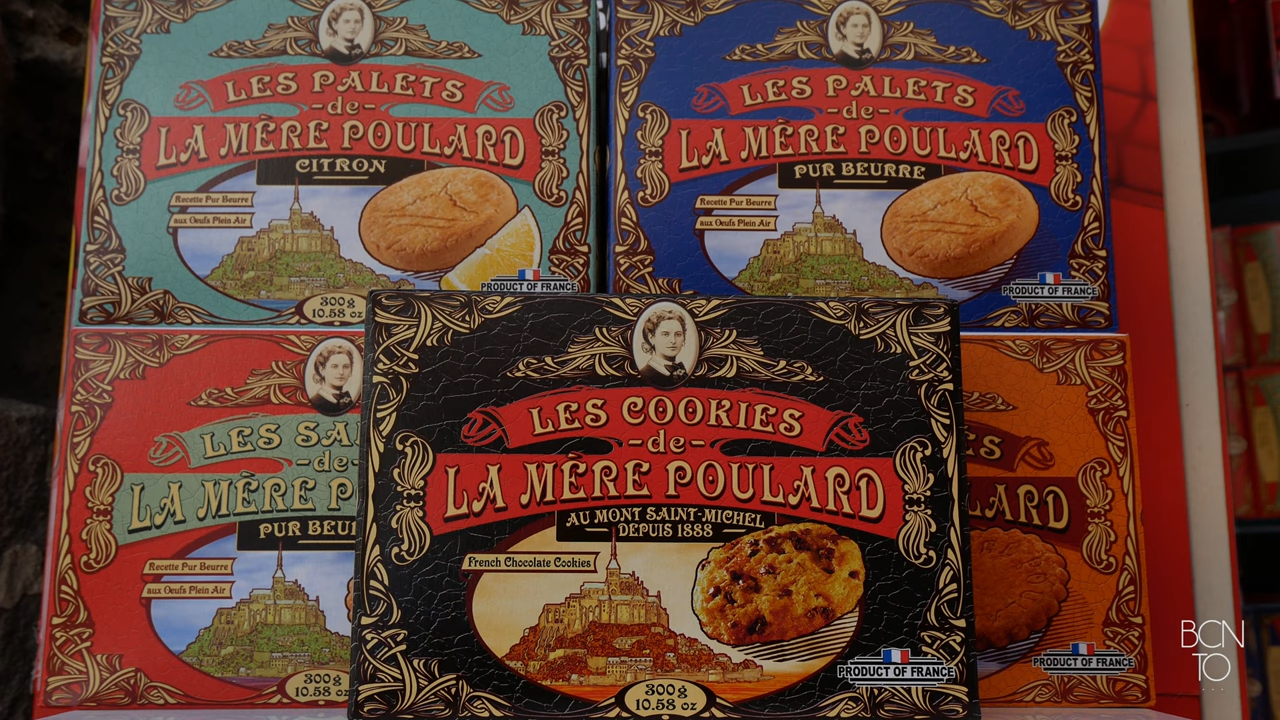 LES PALETS
-de-
LA MÈRE POULARD
CITRON
Recette Pur Beurre
aux Oeufs Plein Air
PRODUCT OF FRANCE
300g
10.58 oz
LES PALETS
-de-
LA MÈRE POULARD
PUR BEURRE
Recette Pur Beurre
aux Oeufs Plein Air
PRODUCT OF FRANCE
LES SA
-de-
LA MÈRE P
PUR BEU
Recette Pur Beurre
aux Oeufs Plein Air
300g
10.58 oz
LES COOKIES
-de-
LA MÈRE POULARD
AU MONT SAINT-MICHEL
DEPUIS 1888
French Chocolate Cookies
PRODUCT OF FRANCE
300g
10.58 oz
ES
LARD
PRODUCT OF FRANCE
BCN
TO